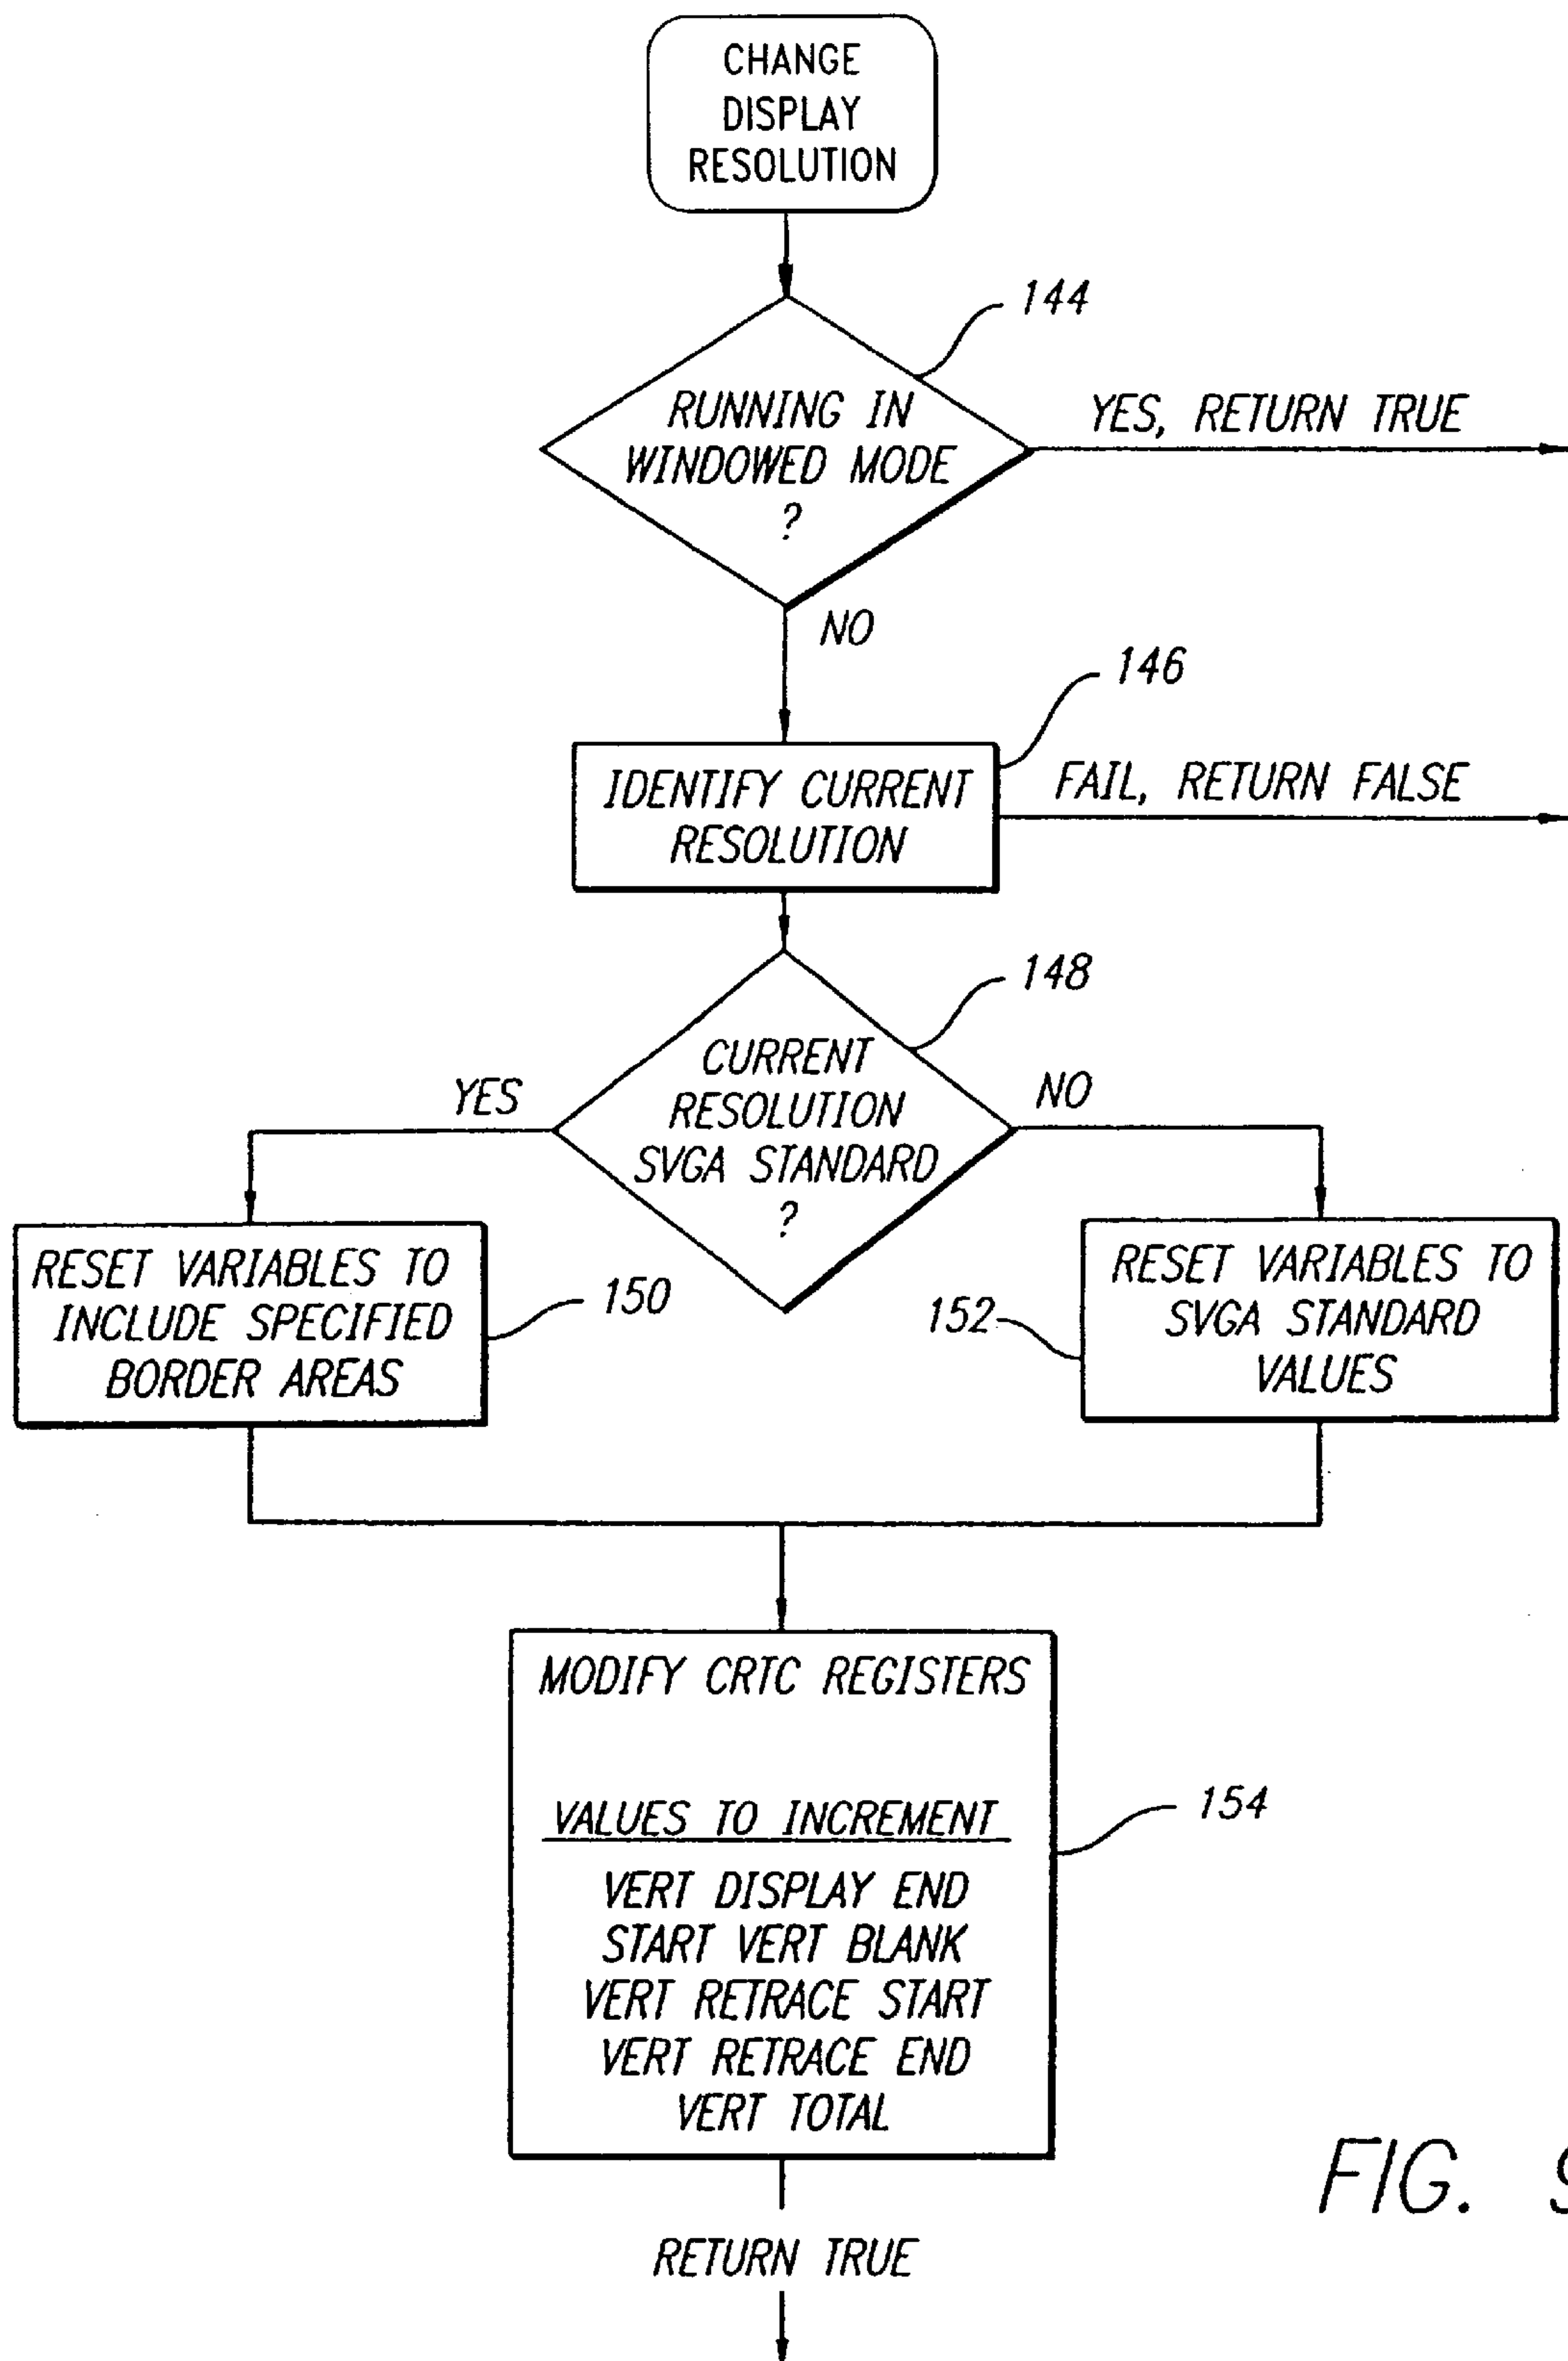 CHANGE
DISPLAY
RESOLUTION
144
RUNNING IN
WINDOWED MODE
?
YES, RETURN TRUE
NO
146
IDENTIFY CURRENT
RESOLUTION
FAIL, RETURN FALSE
148
CURRENT
RESOLUTION
SVGA STANDARD
?
YES
NO
RESET VARIABLES TO
INCLUDE SPECIFIED
BORDER AREAS
150
152
RESET VARIABLES TO
SVGA STANDARD
VALUES
MODIFY CRTC REGISTERS
VALUES TO INCREMENT
VERT DISPLAY END
START VERT BLANK
VERT RETRACE START
VERT RETRACE END
VERT TOTAL
154
RETURN TRUE
FIG.